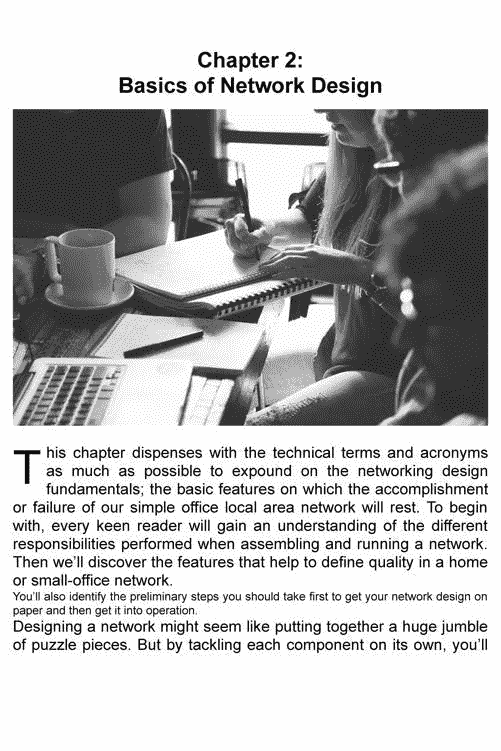 Chapter 2:
Basics of Network Design
This chapter dispenses with the technical terms and acronyms
as much as possible to expound on the networking design
fundamentals; the basic features on which the accomplishment
or failure of our simple office local area network will rest. To begin
with, every keen reader will gain an understanding of the different
responsibilities performed when assembling and running a network.
Then we’ll discover the features that help to define quality in a home
or small-office network.
You’ll also identify the preliminary steps you should take first to get your network design on
paper and then get it into operation.
Designing a network might seem like putting together a huge jumble
of puzzle pieces. But by tackling each component on its own, you’ll